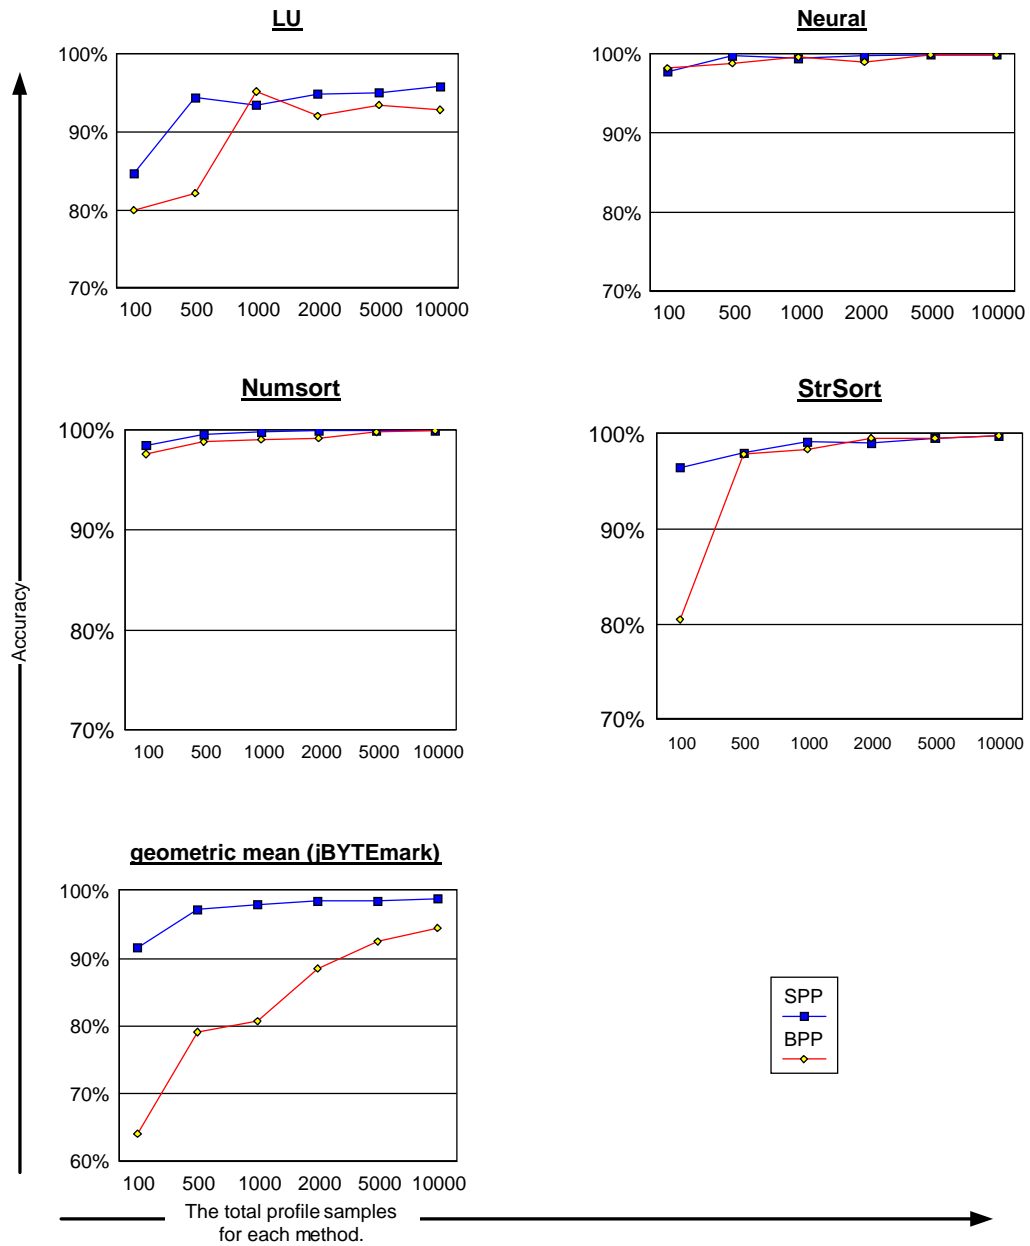 LU
100%
90%
80%
70%
100 500 1000 2000 5000 10000
Neural
100%
90%
80%
70%
100 500 1000 2000 5000 10000
Numsort
100%
90%
80%
70%
100 500 1000 2000 5000 10000
StrSort
100%
90%
80%
70%
100 500 1000 2000 5000 10000
Accuracy
geometric mean (jBYTEmark)
100%
90%
80%
70%
60%
100 500 1000 2000 5000 10000
SPP
BPP
The total profile samples
for each method.